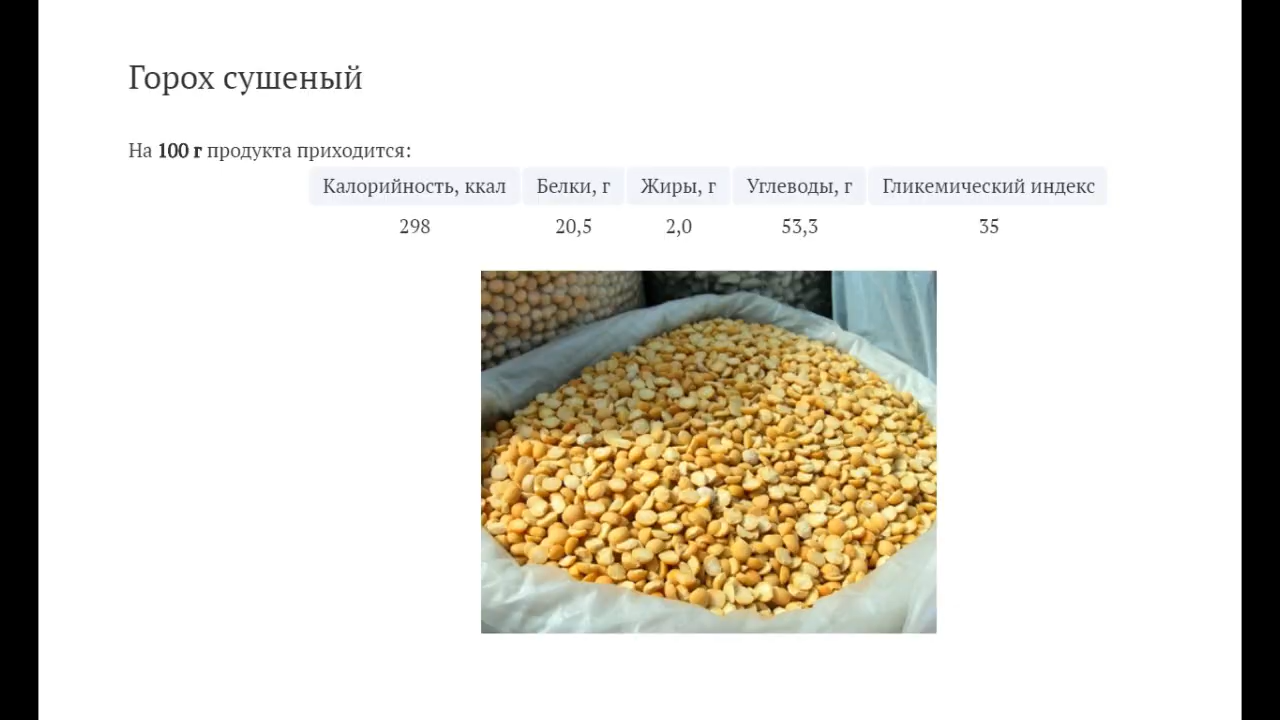 Горох сушеный
На 100 г продукта приходится:
Калорийность, ккал Белки, г Жиры, г Углеводы, г Гликемический индекс
298 20,5 2,0 53,3 35